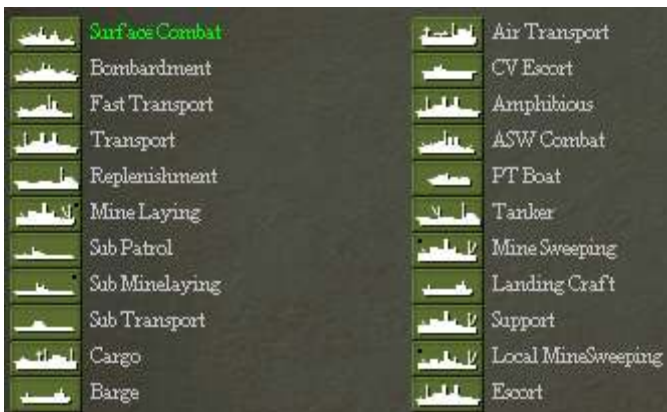 Surface Combat
Bombardment
Fast Transport
Transport
Replenishment
Mine Laying
Sub Patrol
Sub Minelaying
Sub Transport
Cargo
Barge
Air Transport
CV Escort
Amphibious
ASW Combat
PT Boat
Tanker
Mine Sweeping
Landing Craft
Support
Local MineSweeping
Escort